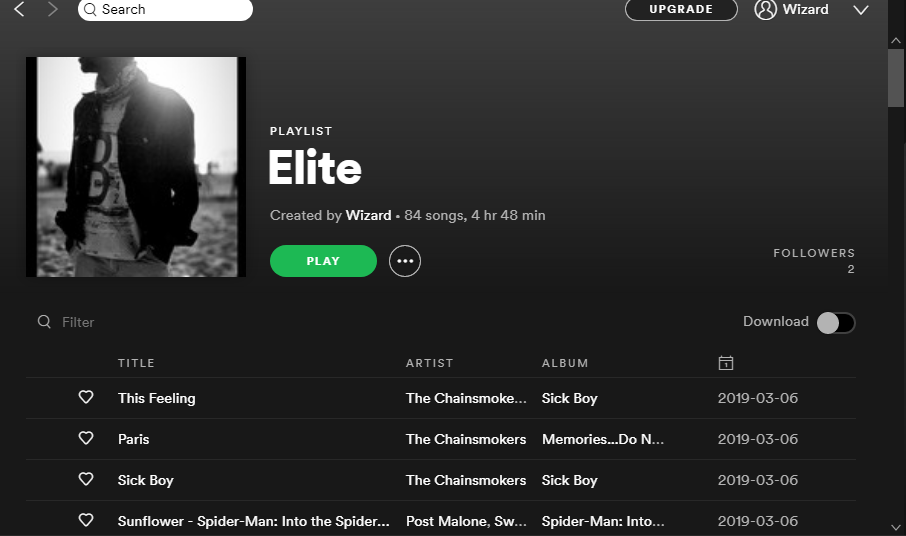 Search
UPGRADE
Wizard
PLAYLIST
Elite
Created by Wizard • 84 songs, 4 hr 48 min
PLAY
FOLLOWERS
2
Filter
Download
TITLE ARTIST ALBUM
This Feeling The Chainsmoke... Sick Boy 2019-03-06
Paris The Chainsmokers Memories...Do N... 2019-03-06
Sick Boy The Chainsmokers Sick Boy 2019-03-06
Sunflower - Spider-Man: Into the Spider... Post Malone, Sw... Spider-Man: Into... 2019-03-06